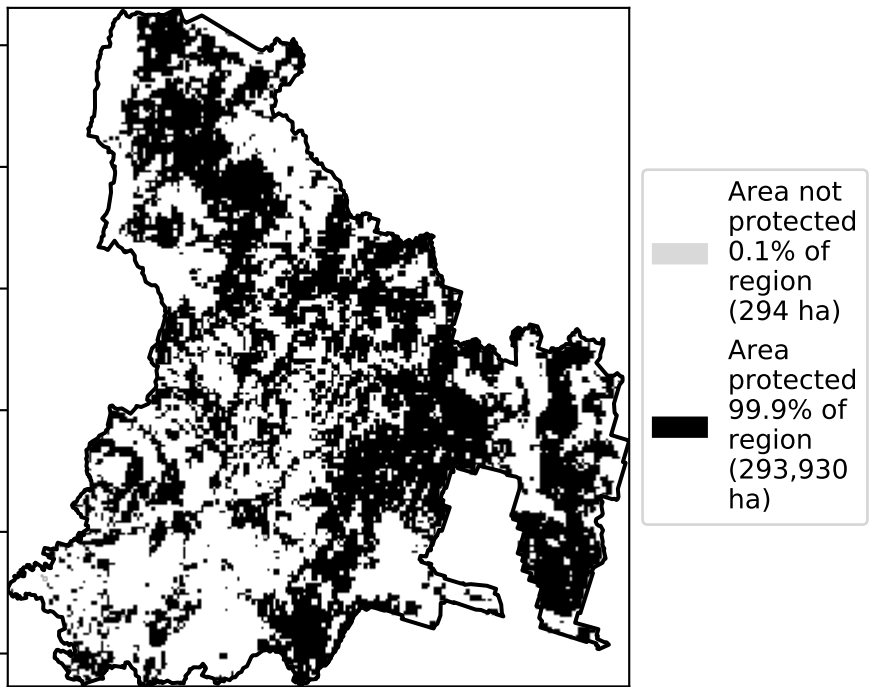 Area not
protected
0.1% of
region
(294 ha)
Area
protected
99.9% of
region
(293,930
ha)